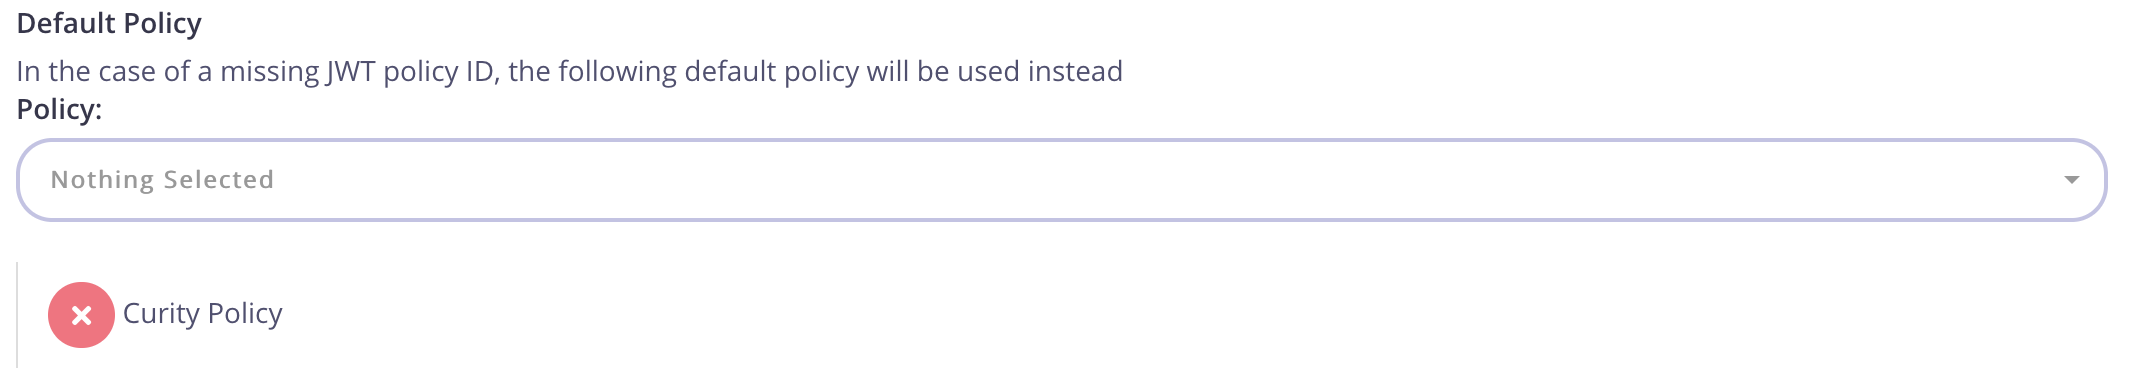 Default Policy
In the case of a missing JWT policy ID, the following default policy will be used instead
Policy:
Nothing Selected
Curity Policy